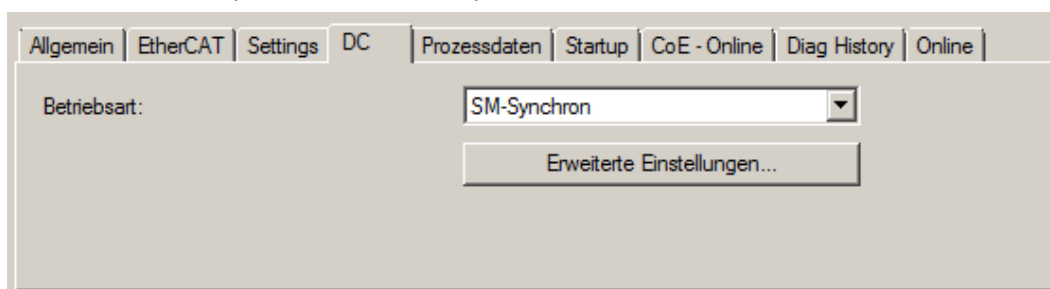 Allgemein EtherCAT Settings DC Prozessdaten Startup CoE - Online Diag History Online
Betriebsart: SM-Synchron
Erweiterte Einstellungen...